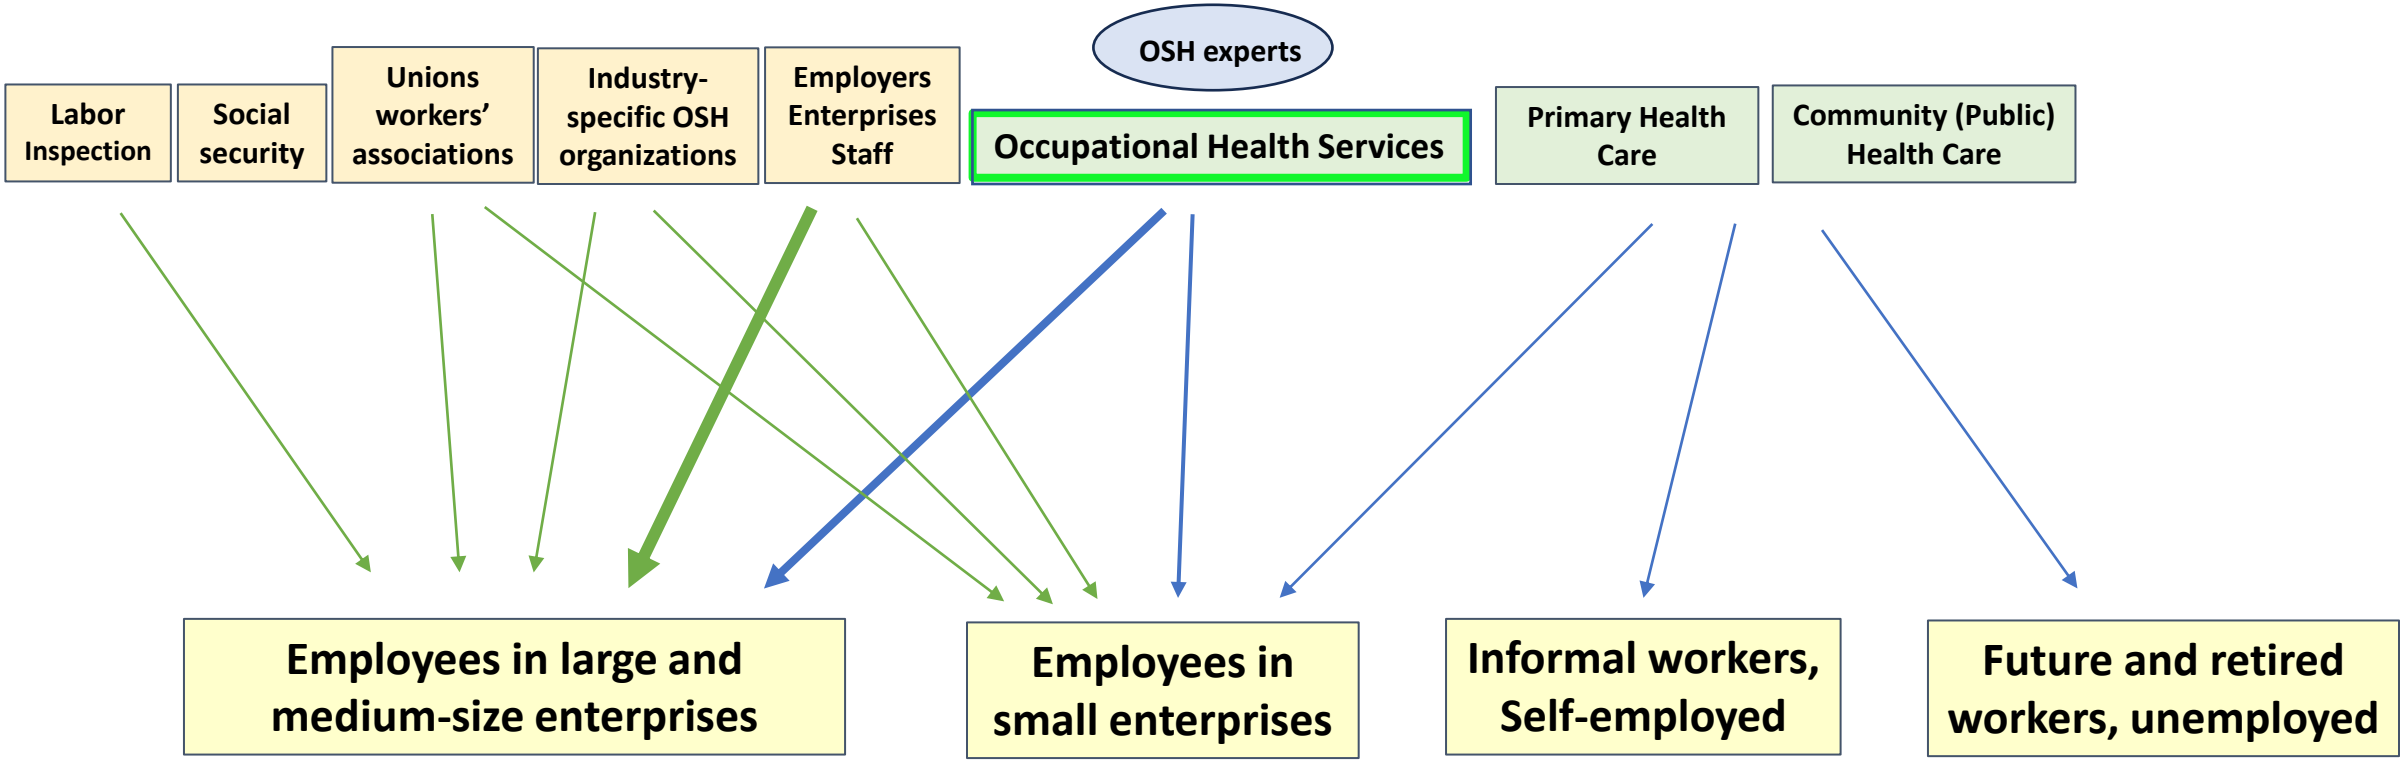 OSH experts
Labor
Inspection
Social
security
Unions
workers’
associations
Industry-
specific OSH
organizations
Employers
Enterprises
Staff
Occupational Health Services
Primary Health
Care
Community (Public)
Health Care
Employees in large and
medium-size enterprises
Employees in
small enterprises
Informal workers,
Self-employed
Future and retired
workers, unemployed